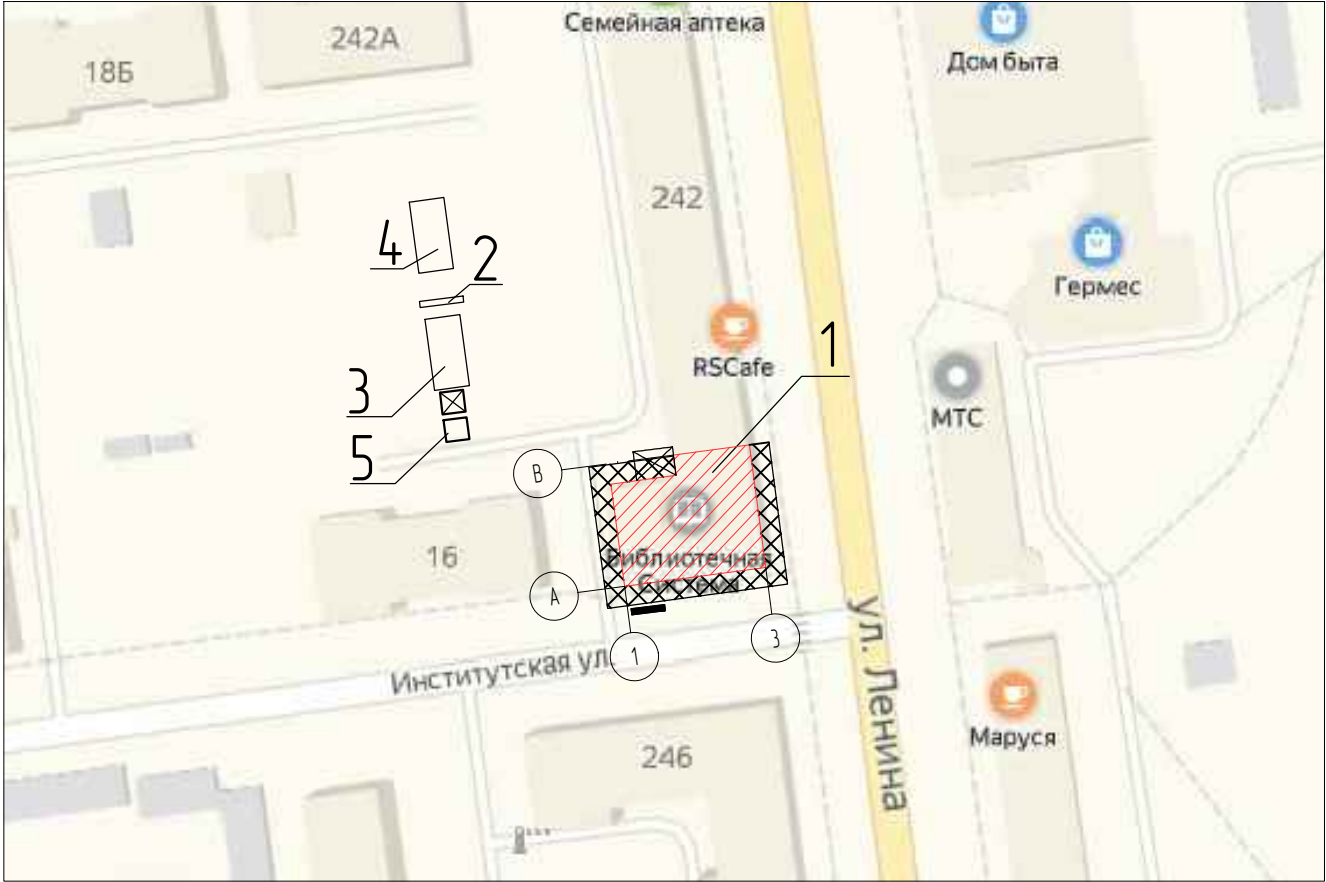 Семейная аптека
242А
18Б
Дом быта
242
4
2
Гермес
1
RSCafe
3
МТС
5
В
16
Библиотечная
Система
А
ул. Ленина
3
1
Институтская ул.
Маруся
246